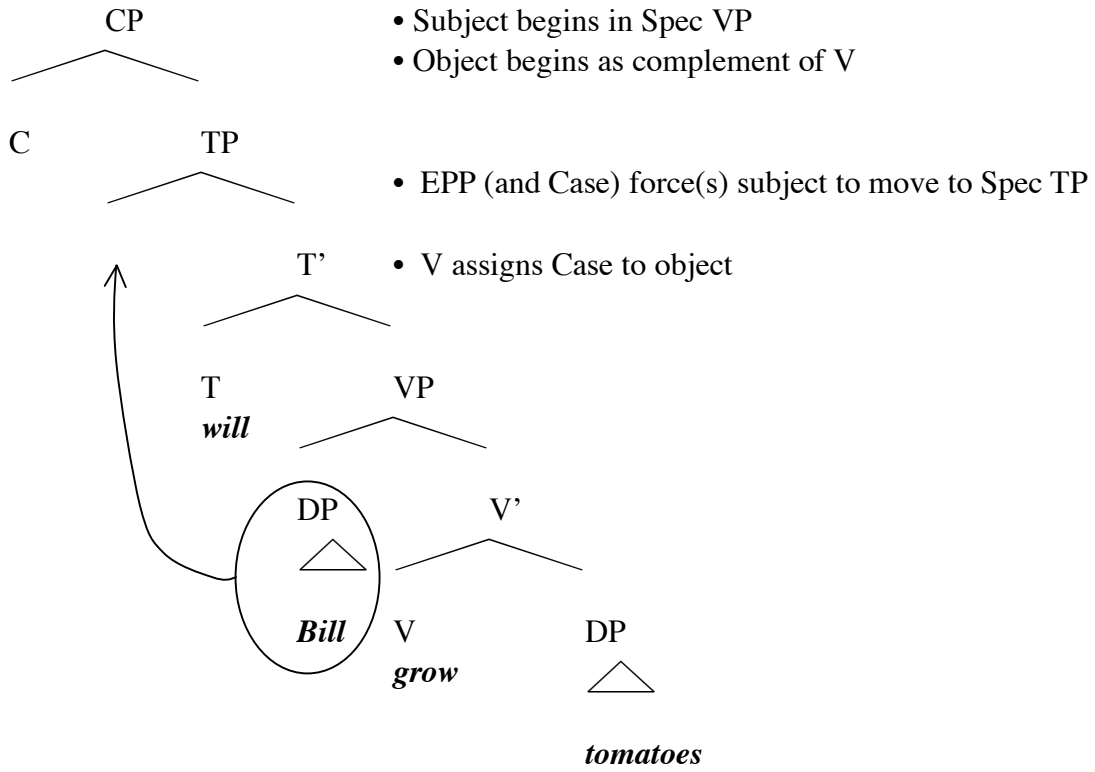 CP • Subject begins in Spec VP
• Object begins as complement of V
C TP
• EPP (and Case) force(s) subject to move to Spec TP
T’ • V assigns Case to object
T VP
will
DP V’
Bill V DP
grow
tomatoes